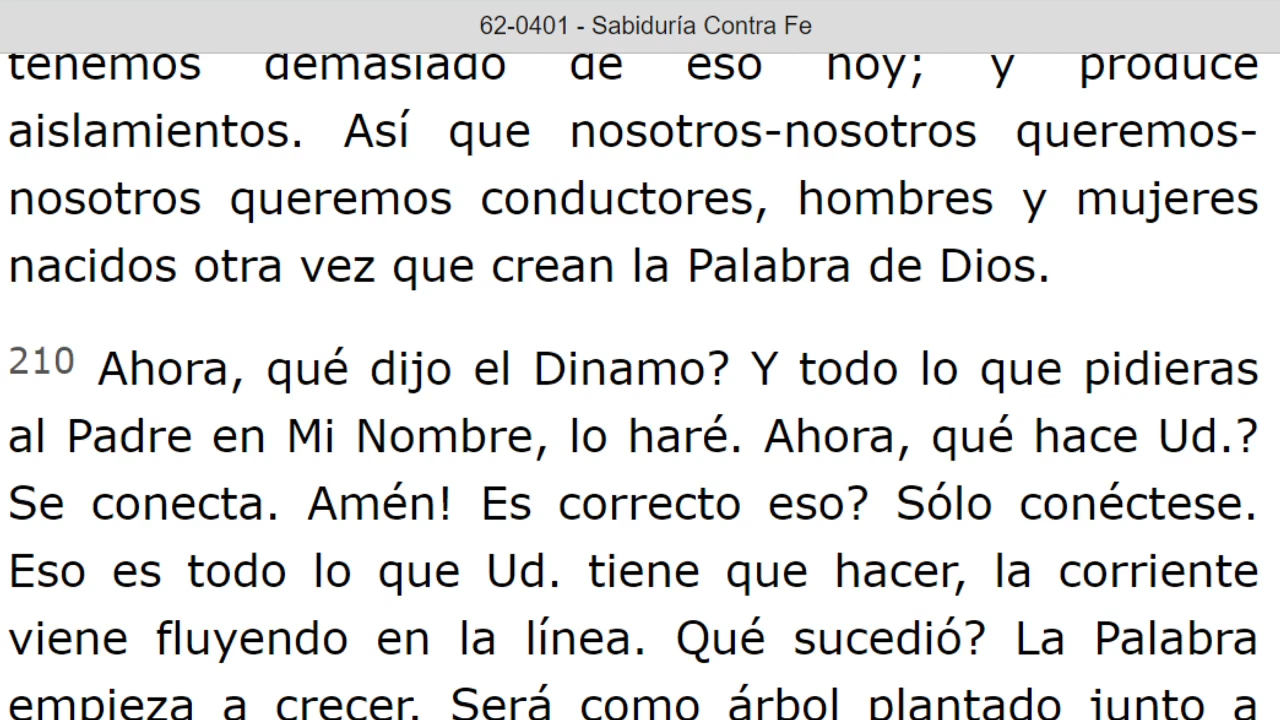 62-0401 - Sabiduría Contra Fe
tenemos demasiado de eso hoy; y produce
aislamientos. Así que nosotros-nosotros queremos-
nosotros queremos conductores, hombres y mujeres
nacidos otra vez que crean la Palabra de Dios.
210 Ahora, qué dijo el Dinamo? Y todo lo que pidieras
al Padre en Mi Nombre, lo haré. Ahora, qué hace Ud.?
Se conecta. Amén! Es correcto eso? Sólo conéctese.
Eso es todo lo que Ud. tiene que hacer, la corriente
viene fluyendo en la línea. Qué sucedió? La Palabra
empieza a crecer. Será como árbol plantado junto a